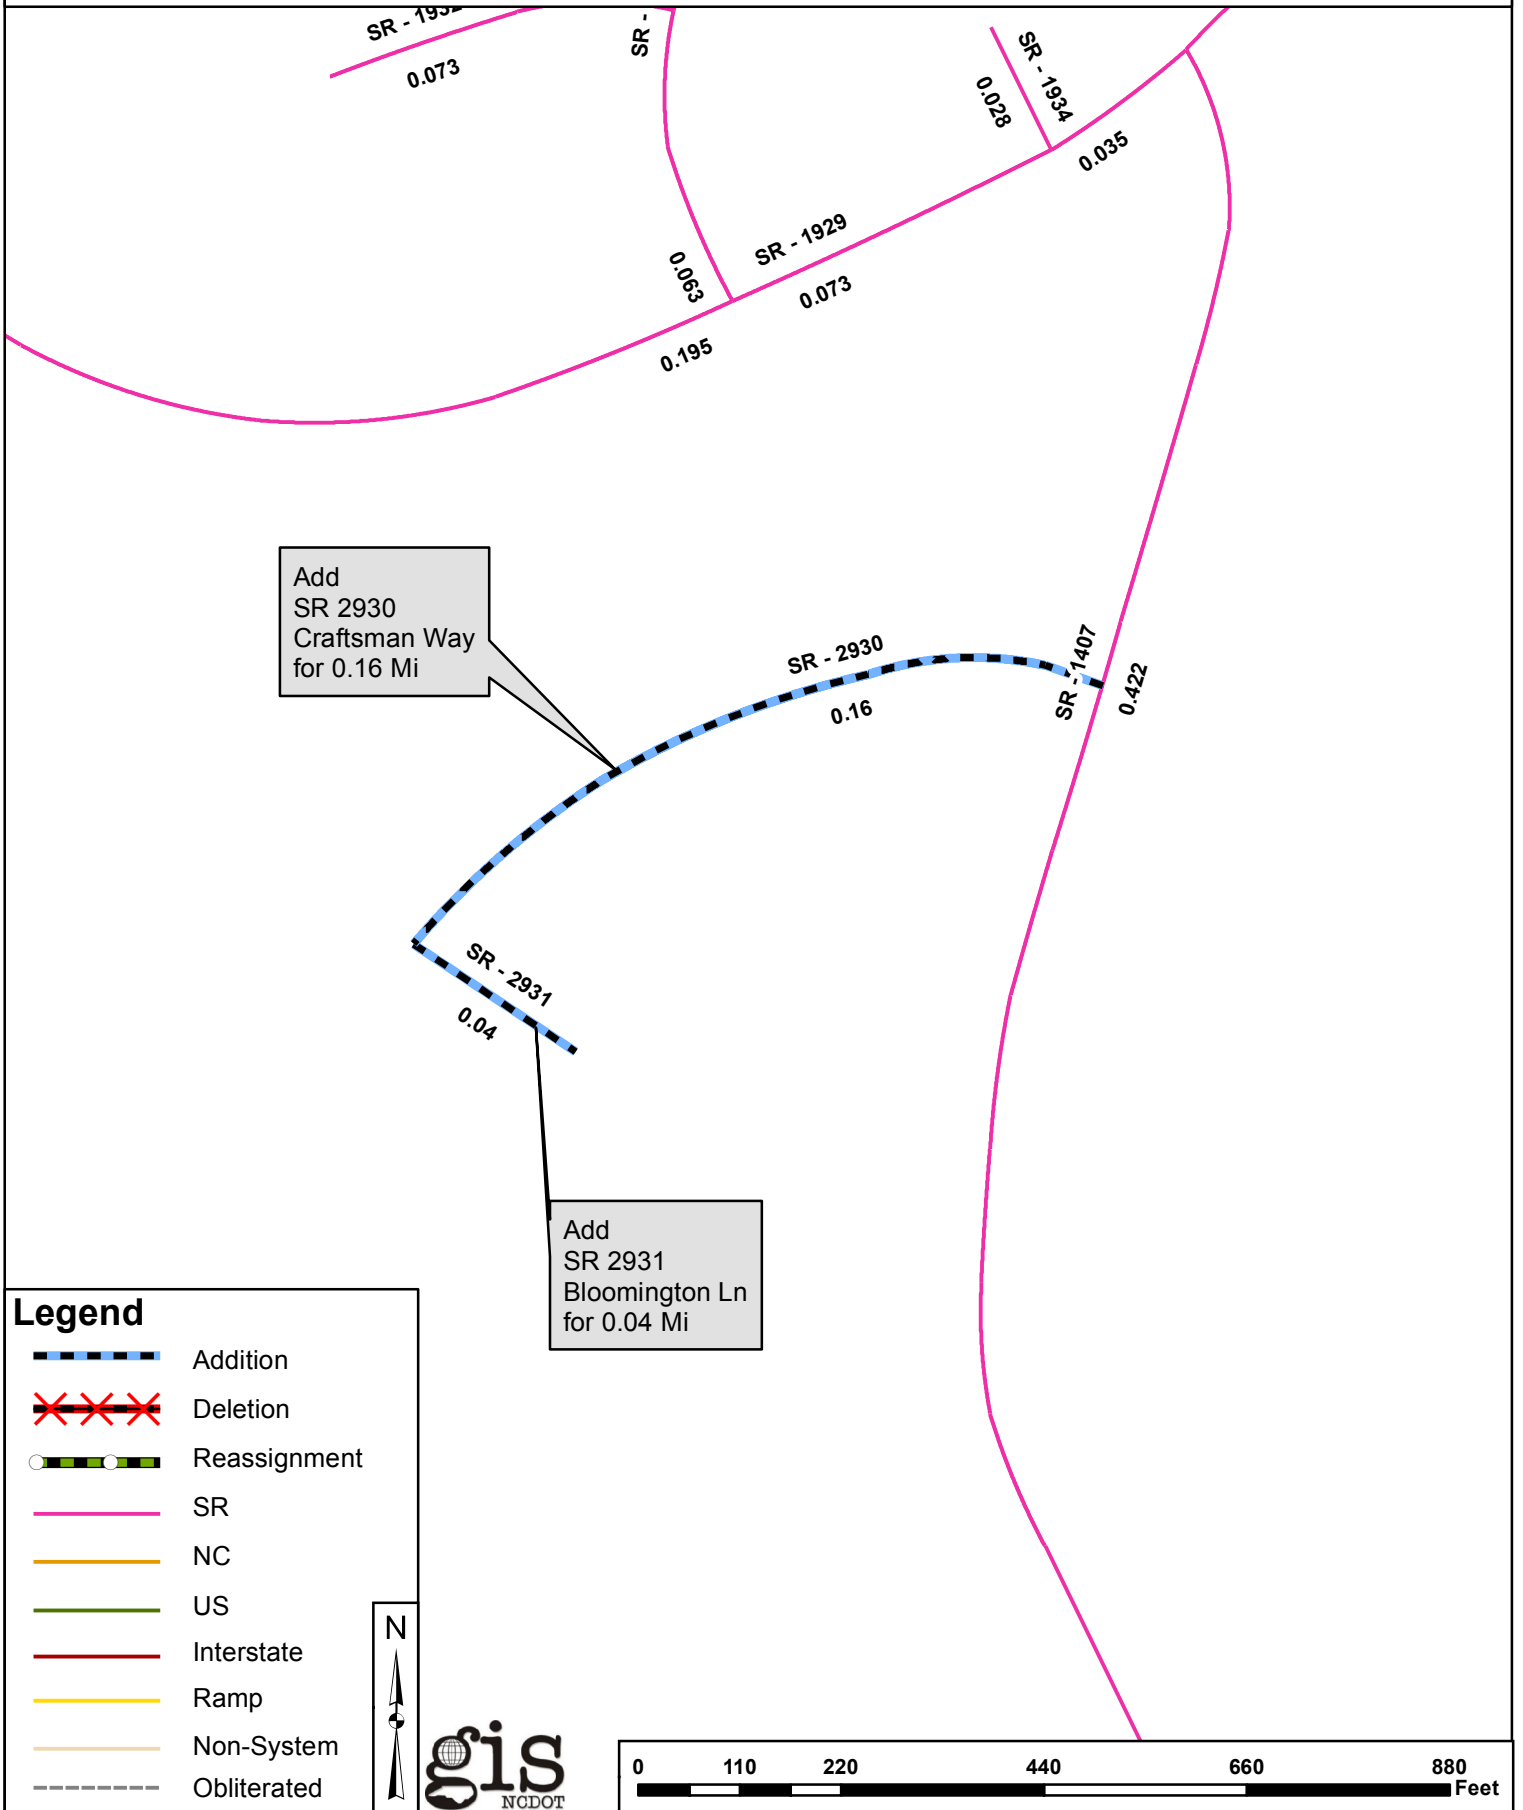 SR - 1932
0.073
SR -
SR - 1934
0.028
0.035
SR - 1929
0.063
0.073
0.195
Add
SR 2930
Craftsman Way
for 0.16 Mi
SR - 2930
0.16
SR - 1407
0.422
SR - 2931
0.04
Add
SR 2931
Bloomington Ln
for 0.04 Mi
Legend
Addition
Deletion
Reassignment
SR
NC
US
Interstate
Ramp
Non-System
Obliterated
N
gis
NCDOT
0 110 220 440 660 880
Feet